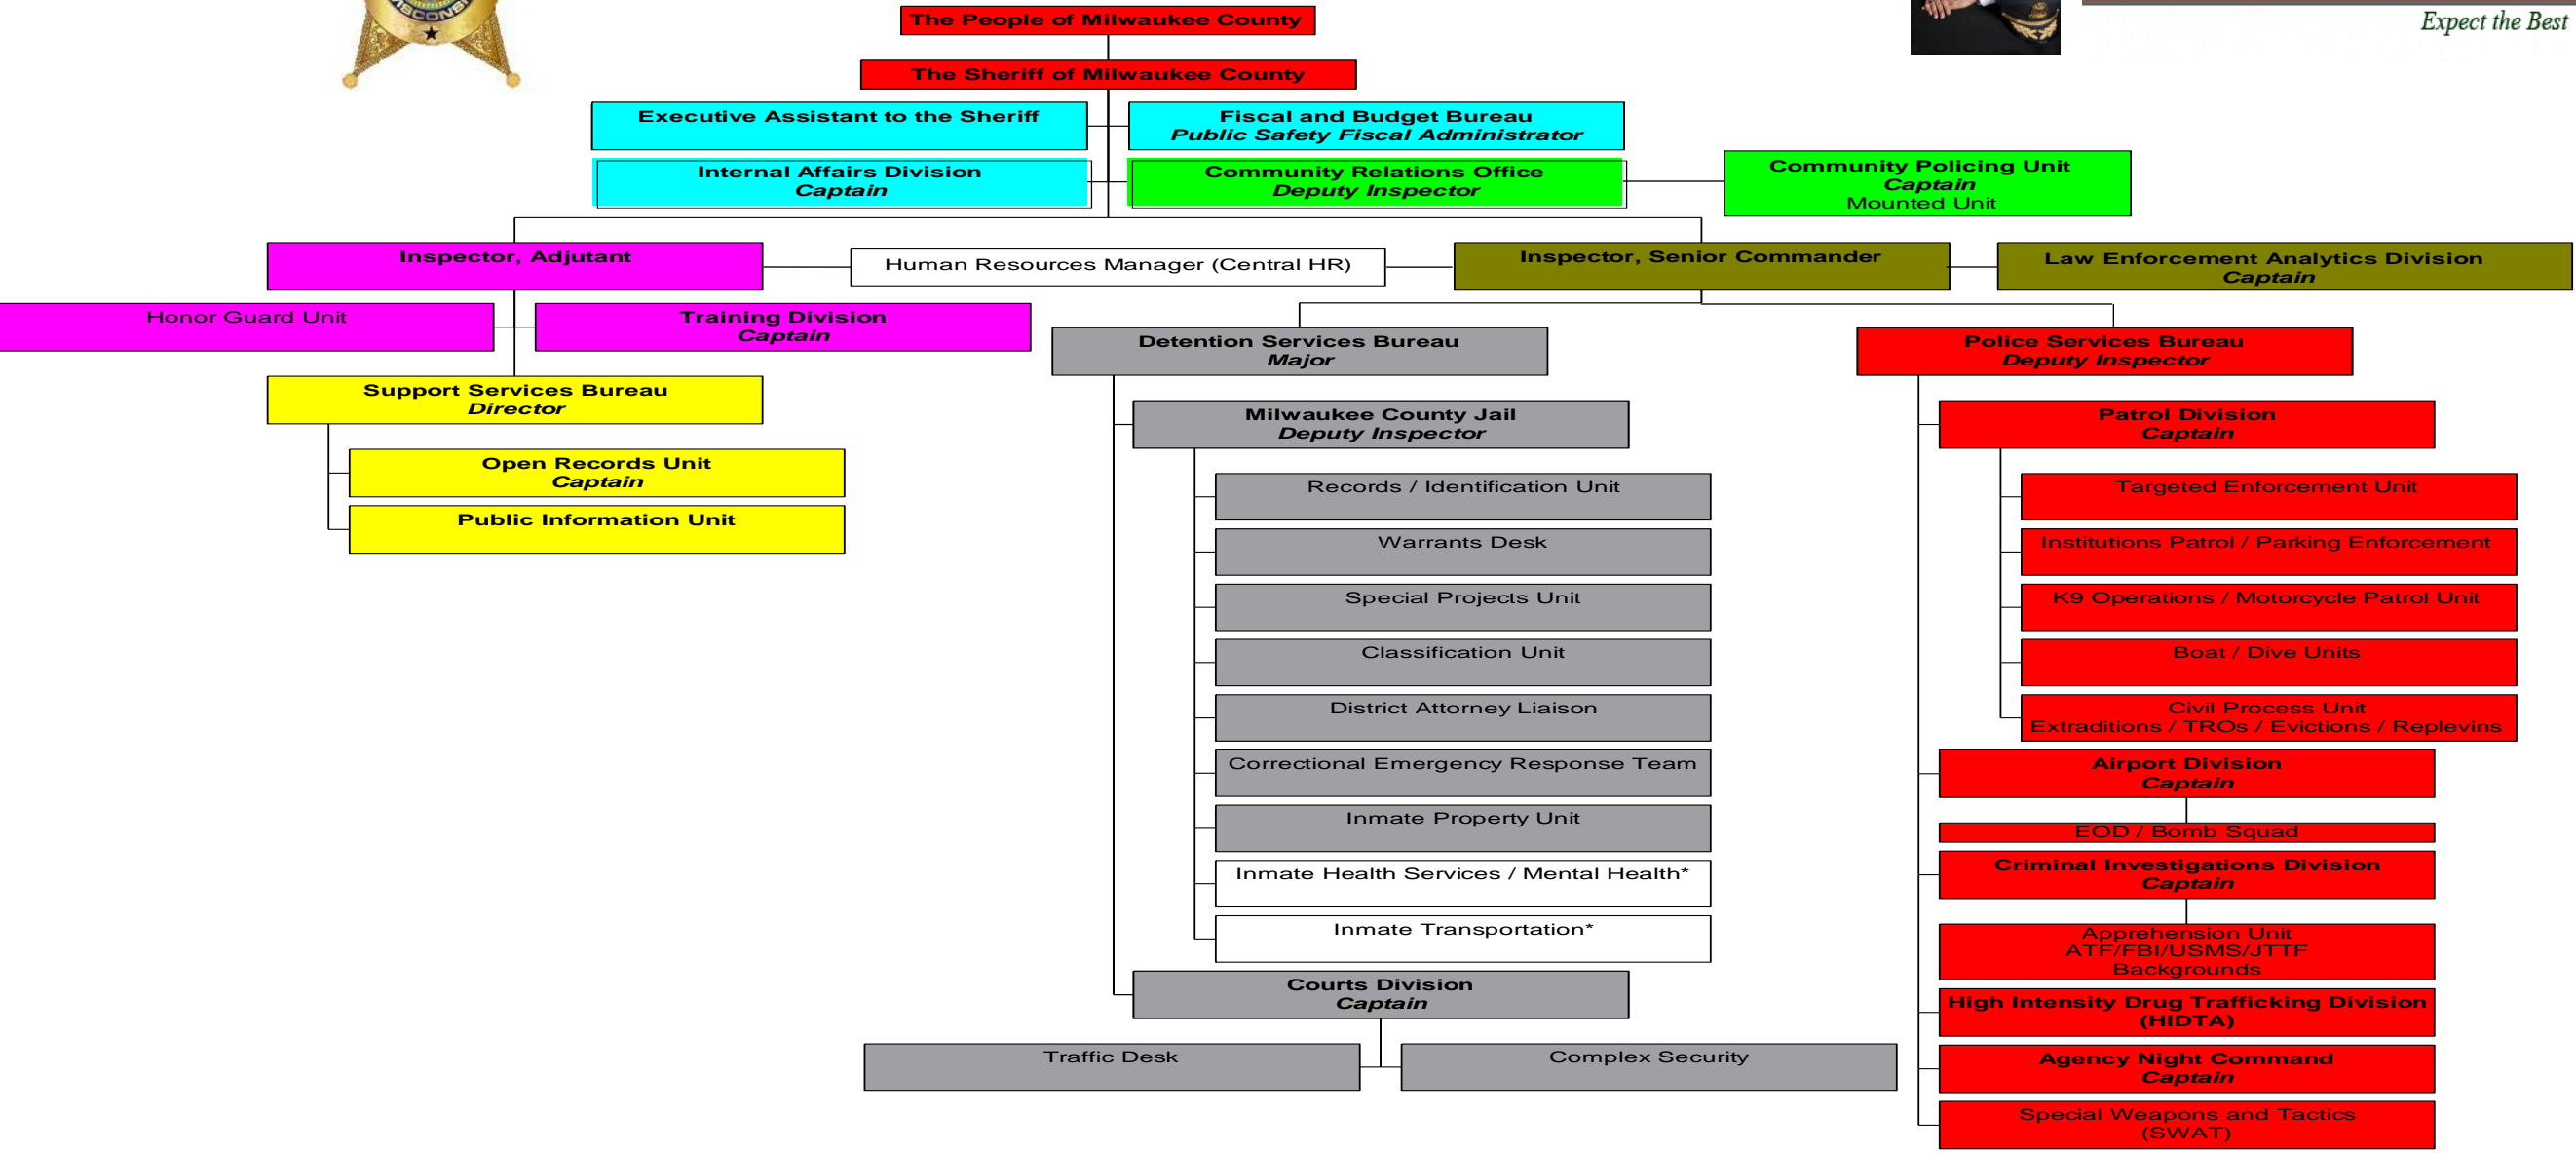 WISCONSIN
Expect the Best
The People of Milwaukee County
The Sheriff of Milwaukee County
Executive Assistant to the Sheriff
Fiscal and Budget Bureau
Public Safety Fiscal Administrator
Internal Affairs Division
Captain
Community Relations Office
Deputy Inspector
Community Policing Unit
Captain
Mounted Unit
Inspector, Adjutant
Human Resources Manager (Central HR)
Inspector, Senior Commander
Law Enforcement Analytics Division
Captain
Honor Guard Unit
Training Division
Captain
Support Services Bureau
Director
Open Records Unit
Captain
Public Information Unit
Detention Services Bureau
Major
Milwaukee County Jail
Deputy Inspector
Records / Identification Unit
Warrants Desk
Special Projects Unit
Classification Unit
District Attorney Liaison
Correctional Emergency Response Team
Inmate Property Unit
Inmate Health Services / Mental Health*
Inmate Transportation*
Courts Division
Captain
Traffic Desk
Complex Security
Police Services Bureau
Deputy Inspector
Patrol Division
Captain
Targeted Enforcement Unit
Institutions Patrol / Parking Enforcement
K9 Operations / Motorcycle Patrol Unit
Boat / Dive Units
Civil Process Unit
Extraditions / TROs / Evictions / Replevins
Airport Division
Captain
EOD / Bomb Squad
Criminal Investigations Division
Captain
Apprehension Unit
ATF/FBI/USMS/JTTF
Backgrounds
High Intensity Drug Trafficking Division
(HIDTA)
Agency Night Command
Captain
Special Weapons and Tactics
(SWAT)